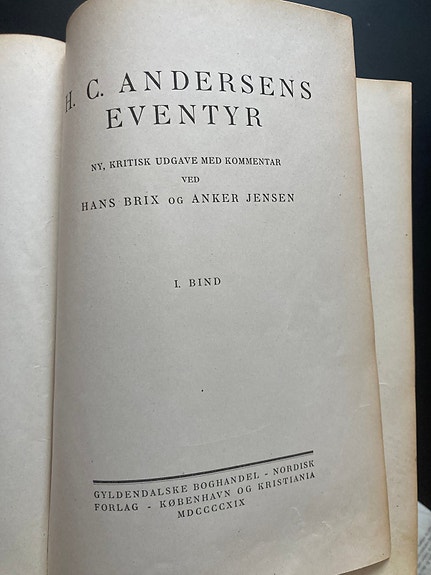 H. C. ANDERSENS
EVENTYR
NY, KRITISK UDGAVE MED KOMMENTAR
VED
HANS BRIX OG ANKER JENSEN
I. BIND
GYLDENDALSKE BOGHANDEL - NORDISK
FORLAG - KØBENHAVN OG KRISTIANIA
MDCCCCXIX